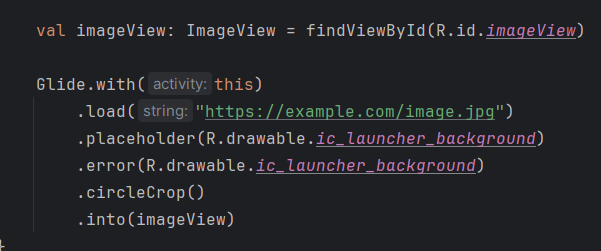 val imageView: ImageView = findViewById(R.id.imageView)
Glide.with( activity: this)
.load( string: "https://example.com/image.jpg")
.placeholder(R.drawable.ic_launcher_background)
.error(R.drawable.ic_launcher_background)
.circleCrop()
.into(imageView)
}